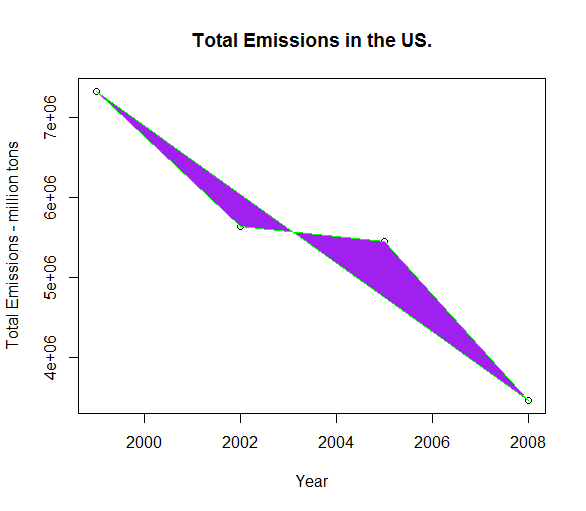 Total Emissions in the US.
Total Emissions - million tons
7e+06
6e+06
5e+06
4e+06
2000 2002 2004 2006 2008
Year